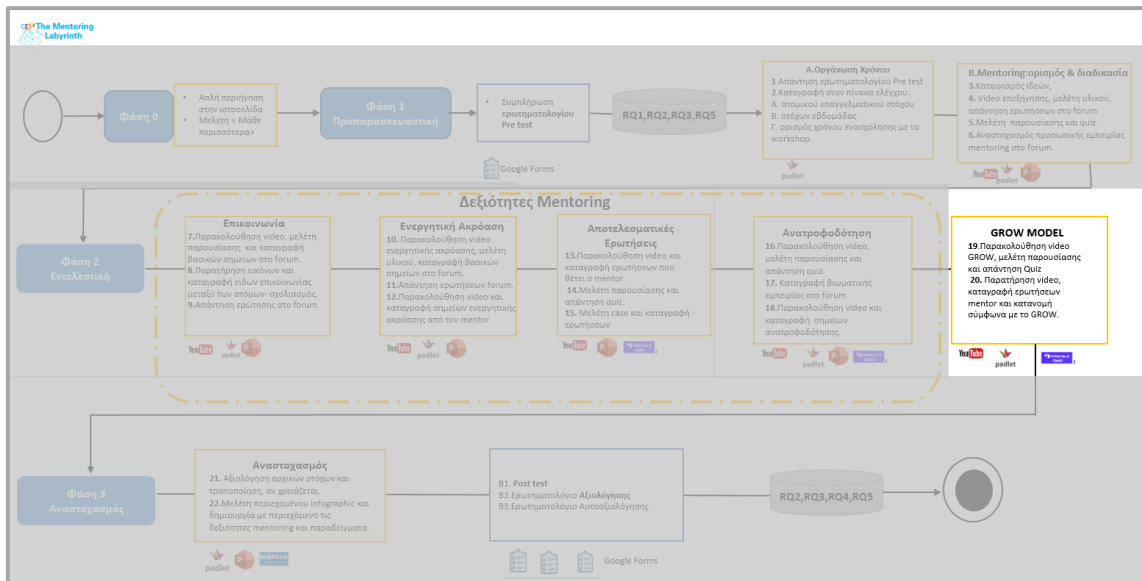 The Mentoring
Labyrinth
Φάση 0
• Απλή περιήγηση
στην ιστοσελίδα
• Μελέτη « Μάθε
περισσότερα»
Φάση 1
Προπαρασκευαστική
• Συμπλήρωση
ερωτηματολογίου
Pre test
Google Forms
RQ1,RQ2,RQ3,RQ5
Α.Οργάνωση Χρόνου
1.Απάντηση ερωτηματολογίου Pre test
2.Καταγραφή στον πίνακα ελέγχου:
Α. ατομικού επαγγελματικού στόχου
Β. στόχων εβδομάδας
Γ. ορισμός χρόνου ενασχόλησης με το
workshop.
padlet
Β.Mentoring:ορισμός & διαδικασία
3.Καταιγισμός Ιδεών,
4. Video επεξήγησης, μελέτη υλικού,
απάντηση ερωτήσεων στο forum
5.Μελέτη παρουσίασης και quiz.
6.Αναστοχασμός προσωπικής εμπειρίας
mentoring στο forum.
YouTube
padlet
Δεξιότητες Mentoring
Φάση 2
Εκτελεστική
Επικοινωνία
7.Παρακολούθηση video, μελέτη
παρουσίασης και καταγραφή
βασικών σημείων στο forum.
8.Παρατήρηση εικόνων και
καταγραφή ειδών επικοινωνίας
μεταξύ των ατόμων- σχολιασμός.
9.Απάντηση ερώτησης στο forum.
YouTube
padlet
Ενεργητική Ακρόαση
10. Παρακολούθηση video
ενεργητικής ακρόασης, μελέτη
υλικού, καταγραφή βασικών
σημείων στο forum.
11.Απάντηση ερωτήσεων forum.
12.Παρακολούθηση video και
καταγραφή σημείων ενεργητικής
ακρόασης από τον mentor
YouTube
padlet
Αποτελεσματικές
Ερωτήσεις
13.Παρακολούθηση video και
καταγραφή ερωτήσεων που
θέτει ο mentor.
14.Μελέτη παρουσίασης και
απάντηση quiz.
15. Μελέτη case και καταγραφή
ερωτήσεων
YouTube
Ανατροφοδότηση
16.Παρακολούθηση video,
μελέτη παρουσίασης και
απάντηση quiz.
17. Καταγραφή βιωματικής
εμπειρίας στο forum.
18.Παρακολούθηση video και
καταγραφή σημείων
ανατροφοδότησης.
YouTube
padlet
GROW MODEL
19.Παρακολούθηση video
GROW, μελέτη παρουσίασης
και απάντηση Quiz
20. Παρατήρηση video,
καταγραφή ερωτήσεων
mentor και κατανομή
σύμφωνα με το GROW.
YouTube
padlet
Φάση 3
Αναστοχασμός
Αναστοχασμός
21. Αξιολόγηση αρχικών στόχων και
τροποποίηση, αν χρειάζεται.
22.Μελέτη περιεχομένου infographic και
δημιουργία με περιεχόμενο τις
δεξιότητες mentoring και παραδείγματα.
padlet
Β1. Post test
Β2.Ερωτηματολόγιο Αξιολόγησης
Β3.Ερωτηματολόγιο Αυτοαξιολόγησης
Google Forms
RQ2,RQ3,RQ4,RQ5